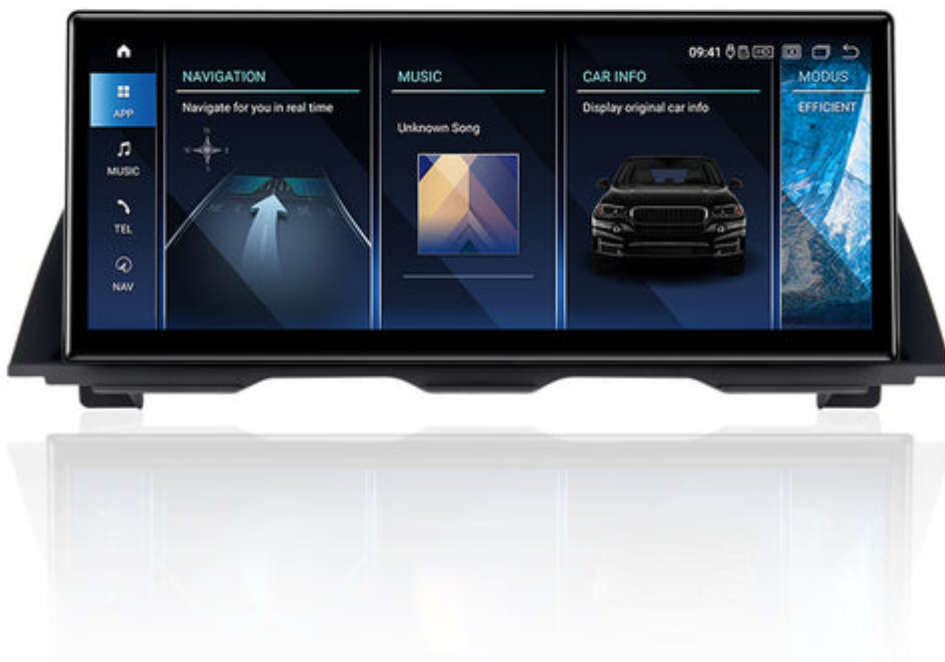 09:41
NAVIGATION
Navigate for you in real time
MUSIC
Unknown Song
CAR INFO
Display original car info
MODUS
EFFICIENT
APP
MUSIC
TEL
NAV